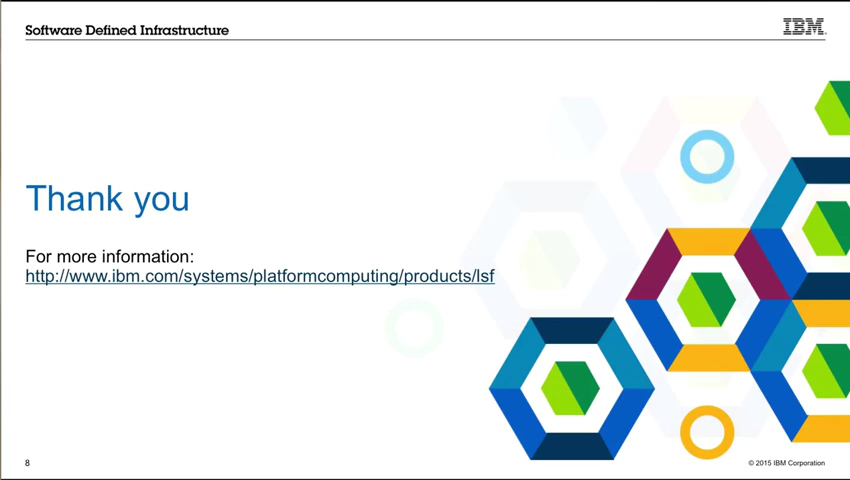 Software Defined Infrastructure
IBM
Thank you
For more information:
http://www.ibm.com/systems/platformcomputing/products/lsf
8
© 2015 IBM Corporation